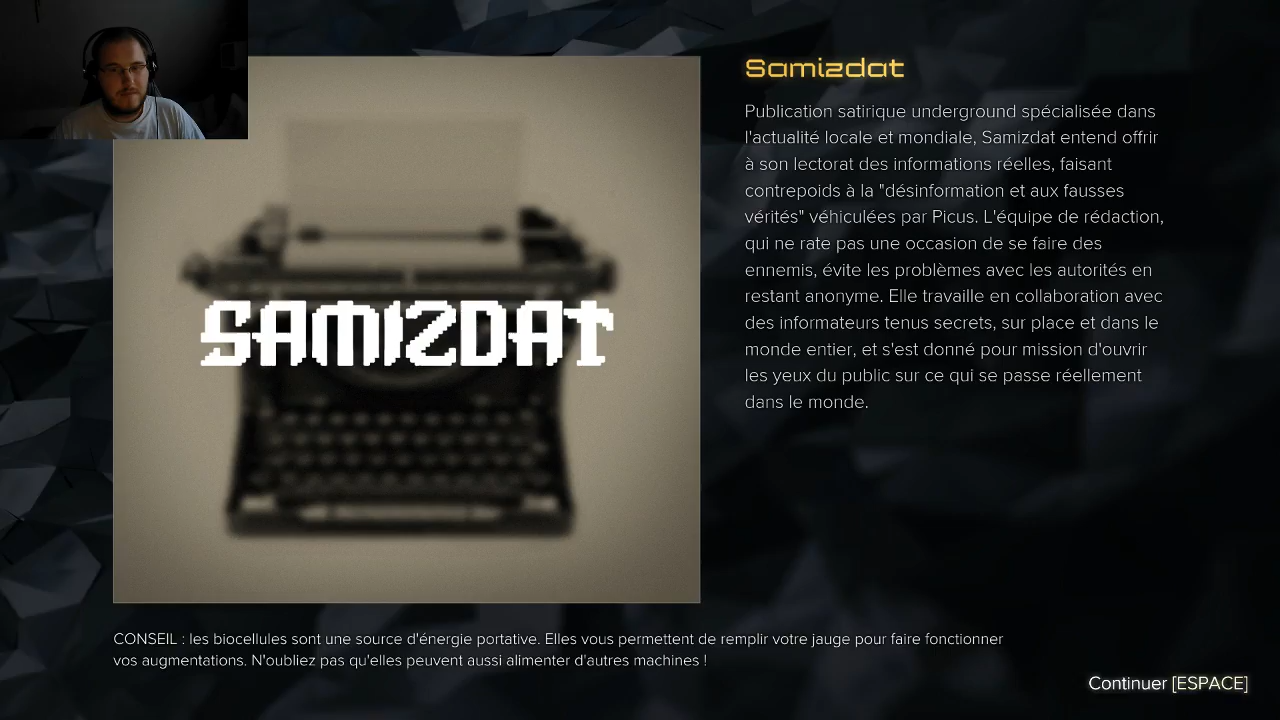 Samizdat
Publication satirique underground spécialisée dans
l'actualité locale et mondiale, Samizdat entend offrir
à son lectorat des informations réelles, faisant
contrepoids à la "désinformation et aux fausses
vérités" véhiculées par Picus. L'équipe de rédaction,
qui ne rate pas une occasion de se faire des
ennemis, évite les problèmes avec les autorités en
restant anonyme. Elle travaille en collaboration avec
des informateurs tenus secrets, sur place et dans le
monde entier, et s'est donné pour mission d'ouvrir
les yeux du public sur ce qui se passe réellement
dans le monde.
SAMIZDAT
CONSEIL : les biocellules sont une source d'énergie portative. Elles vous permettent de remplir votre jauge pour faire fonctionner
vos augmentations. N'oubliez pas qu'elles peuvent aussi alimenter d'autres machines !
Continuer [ESPACE]